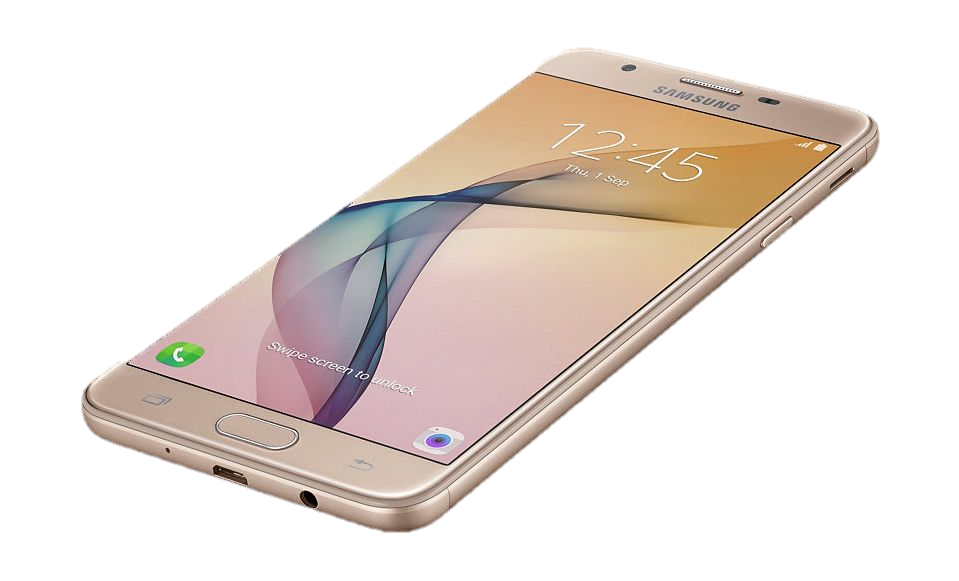 SAMSUNG
12:45
Thu, 1 Sep
Swipe screen to unlock